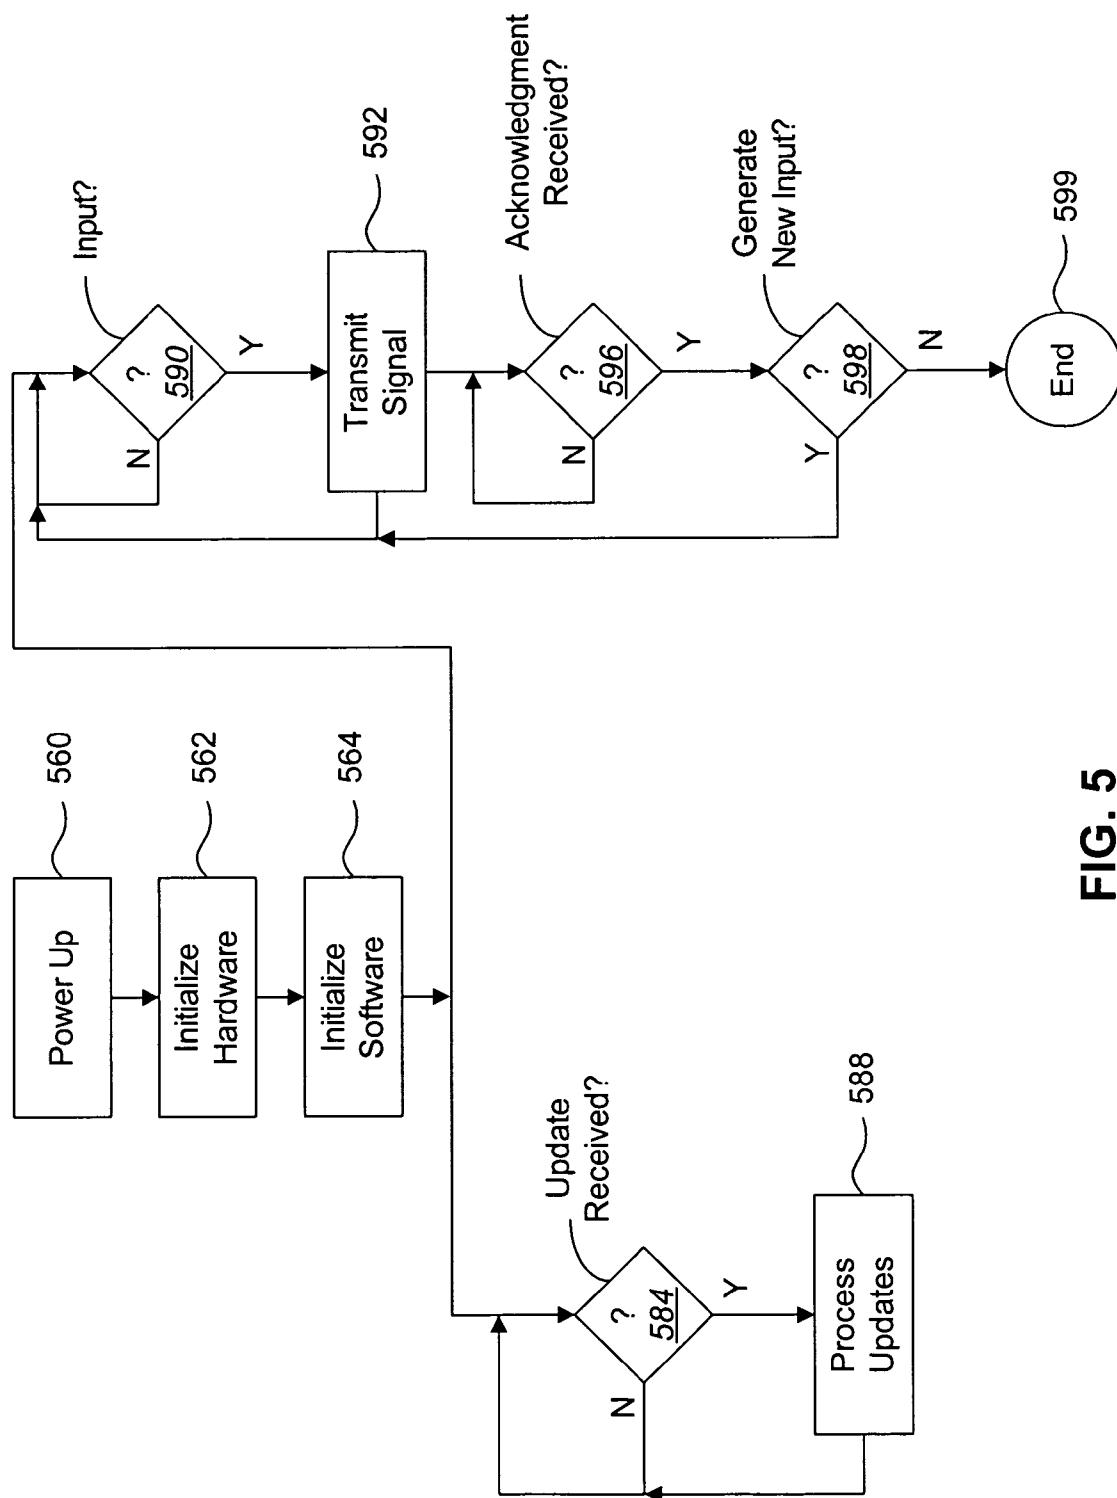 Power Up
560
Initialize
Hardware
562
Initialize
Software
564
Update
Received?
?
584
N
Y
Process
Updates
588
Input?
?
590
N
Y
Transmit
Signal
592
Acknowledgment
Received?
?
596
N
Y
Generate
New Input?
?
598
Y
N
End
599
FIG. 5